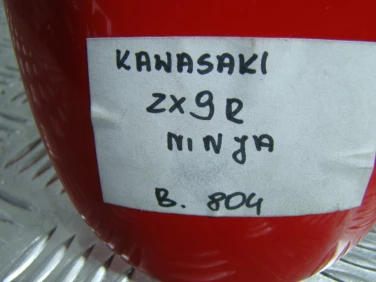 KAWASAKI
ZX9R
NINJA
B. 804